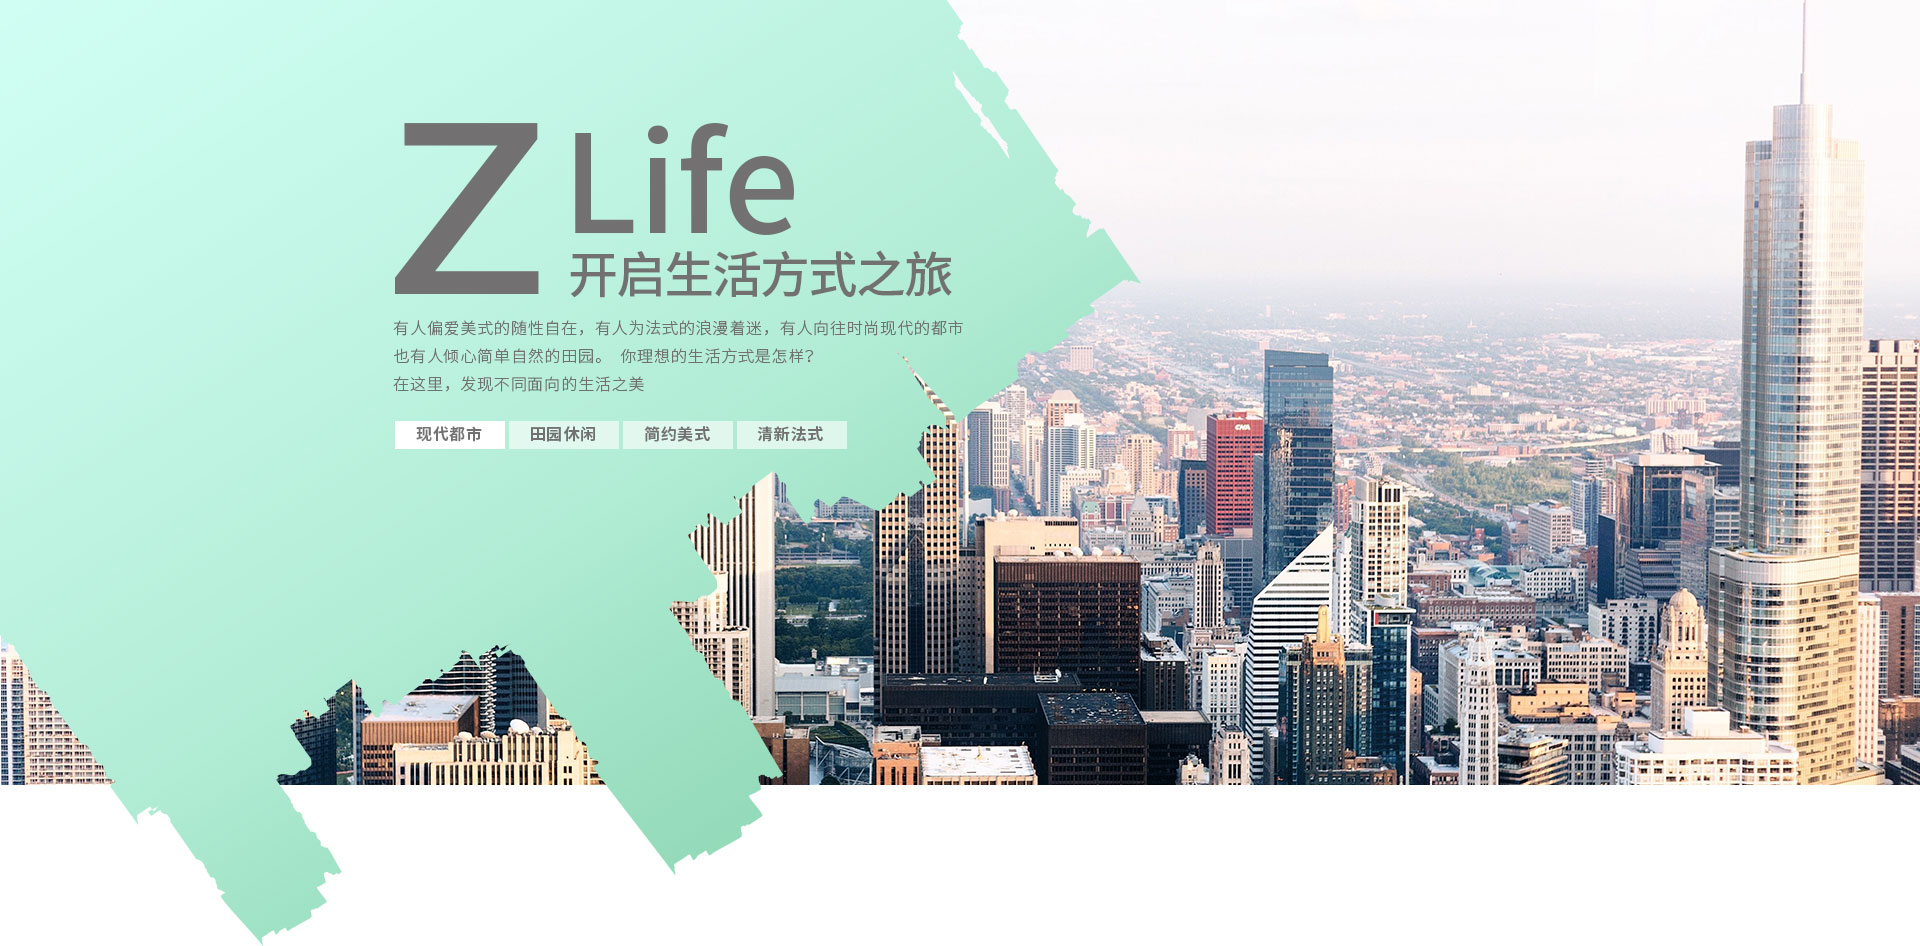 Z Life
开启生活方式之旅
有人偏爱美式的随性自在，有人为法式的浪漫着迷，有人向往时尚现代的都市
也有人倾心简单自然的田园。 你理想的生活方式是怎样？
在这里，发现不同面向的生活之美
现代都市 田园休闲 简约美式 清新法式
CNA